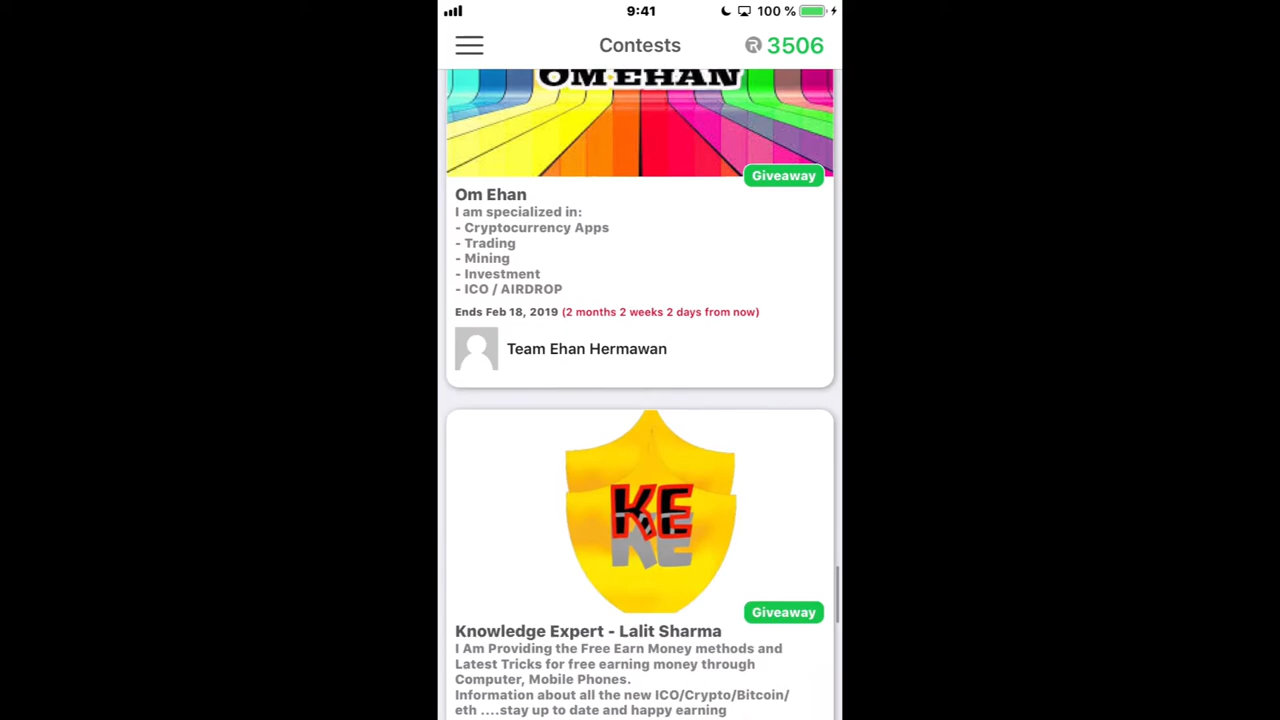 9:41
100 %
Contests
R 3506
OM EHAN
Giveaway
Om Ehan
I am specialized in:
- Cryptocurrency Apps
- Trading
- Mining
- Investment
- ICO / AIRDROP
Ends Feb 18, 2019 (2 months 2 weeks 2 days from now)
Team Ehan Hermawan
KE
KE
Giveaway
Knowledge Expert - Lalit Sharma
I Am Providing the Free Earn Money methods and
Latest Tricks for free earning money through
Computer, Mobile Phones.
Information about all the new ICO/Crypto/Bitcoin/
eth ....stay up to date and happy earning